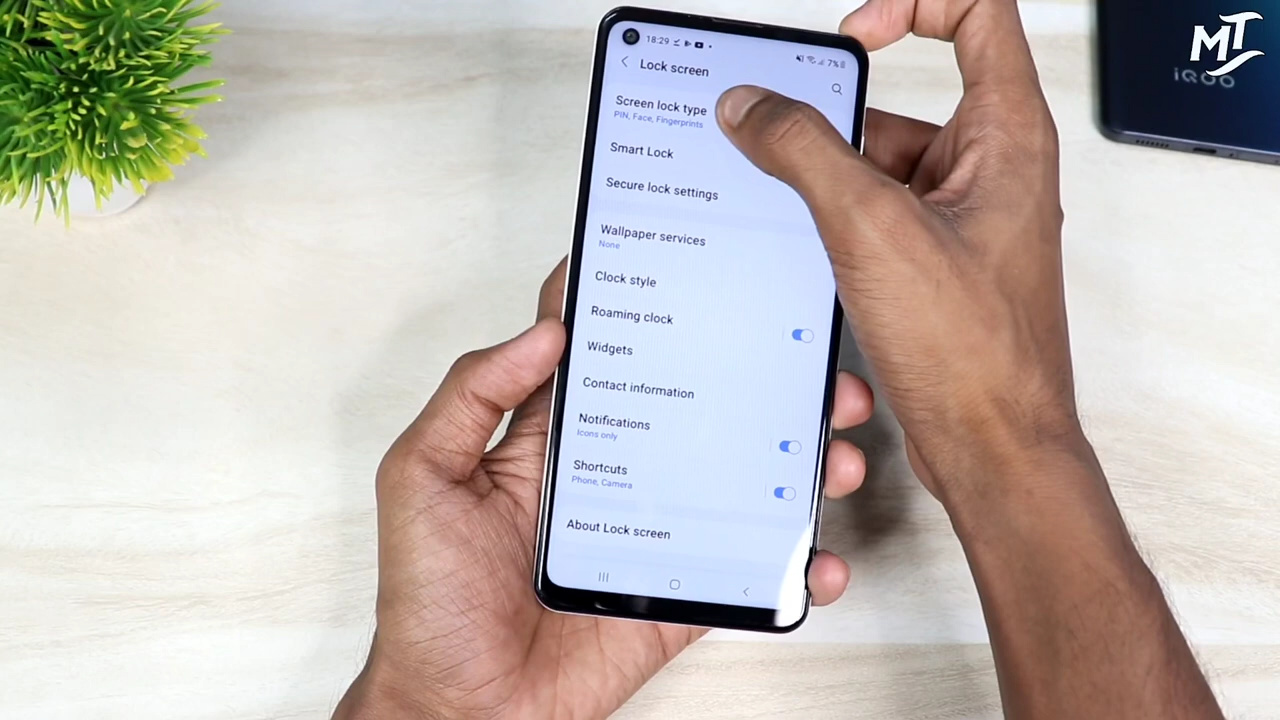 MT
iQOO
18:29
7%
Lock screen
Screen lock type
PIN, Face, Fingerprints
Smart Lock
Secure lock settings
Wallpaper services
None
Clock style
Roaming clock
Widgets
Contact information
Notifications
Icons only
Shortcuts
Phone, Camera
About Lock screen